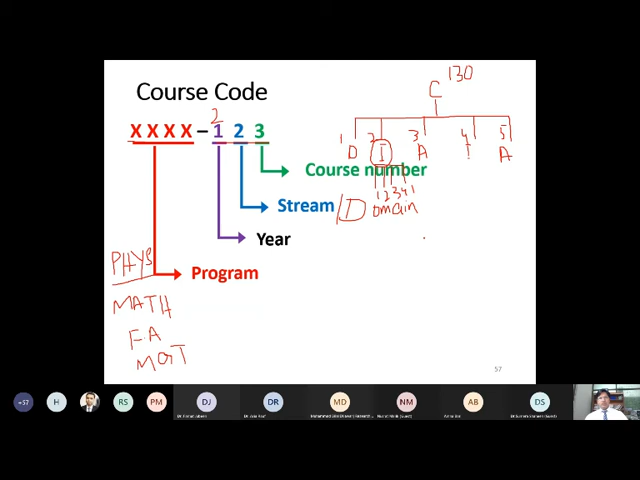 Course Code
C 130
2
X X X X – 1 2 3
1 2 3 4 5
D I A ! A
Course number
1 2 3 4 1
Stream / Domain
Year
PHYS
Program
MATH
F.A
MGT
57
+57 H RS PM DJ DR MD NM AB DS